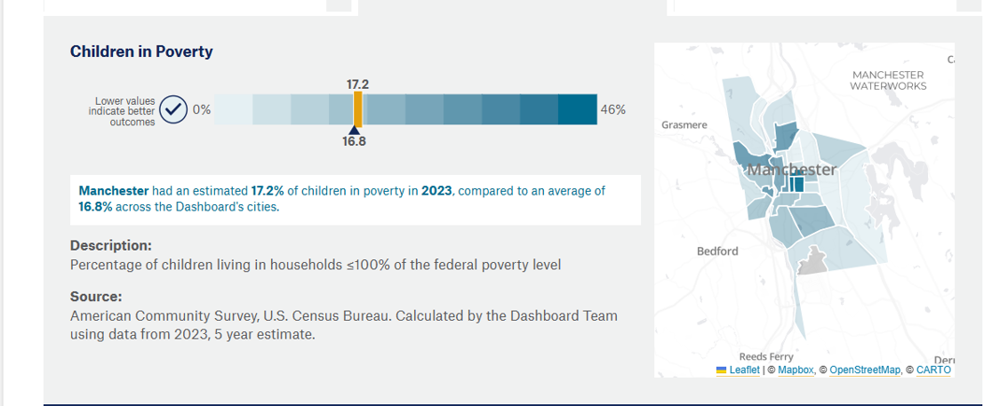 Children in Poverty
17.2
Lower values
indicate better
outcomes
0%
46%
16.8
Manchester had an estimated 17.2% of children in poverty in 2023, compared to an average of
16.8% across the Dashboard's cities.
Description:
Percentage of children living in households ≤100% of the federal poverty level
Source:
American Community Survey, U.S. Census Bureau. Calculated by the Dashboard Team
using data from 2023, 5 year estimate.
MANCHESTER
WATERWORKS
Grasmere
Manchester
Bedford
Reeds Ferry
Leaflet | © Mapbox, © OpenStreetMap, © CARTO